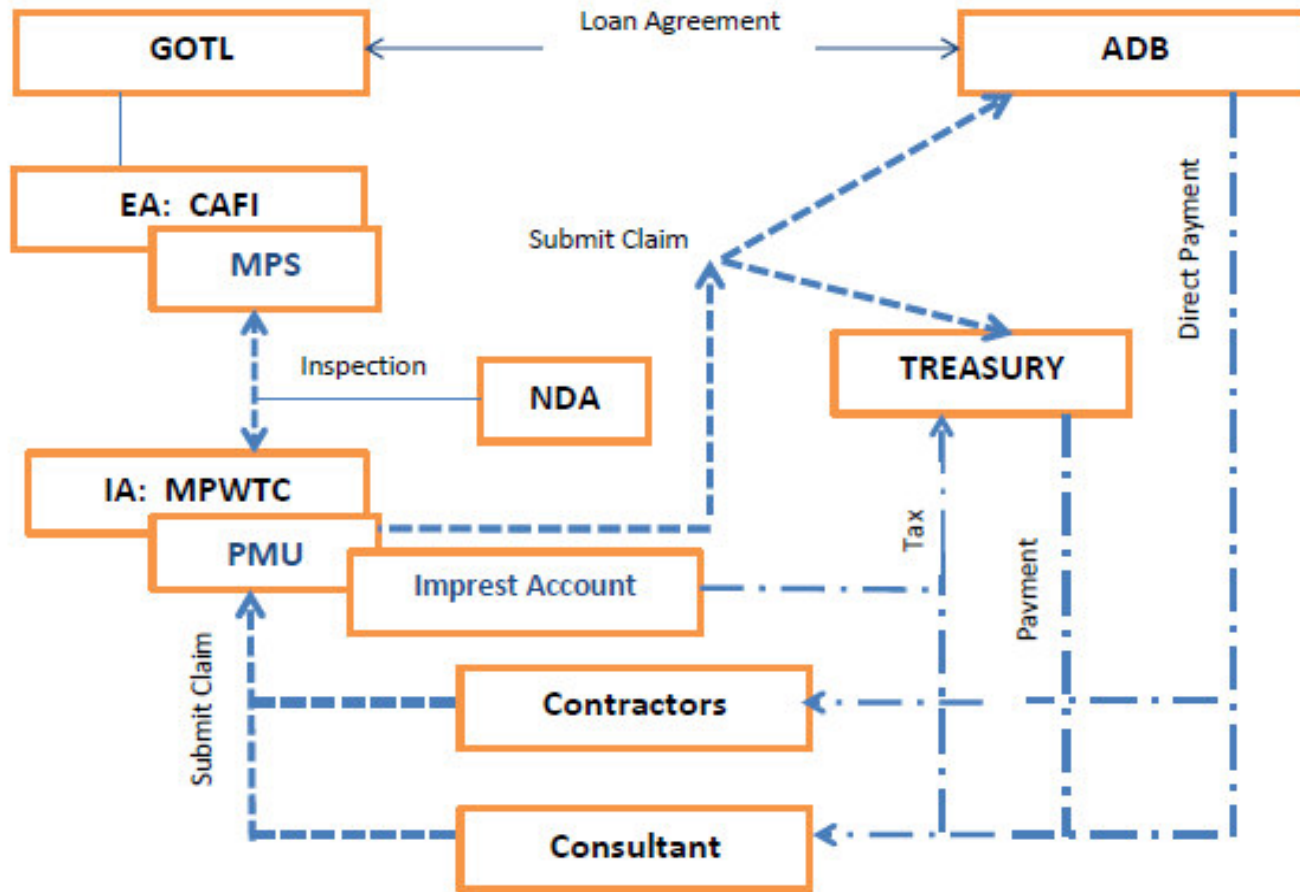 Loan Agreement
GOTL
ADB
EA: CAFI
MPS
Submit Claim
Direct Payment
Inspection
NDA
TREASURY
IA: MPWTC
PMU
Imprest Account
Tax
Payment
Submit Claim
Contractors
Consultant